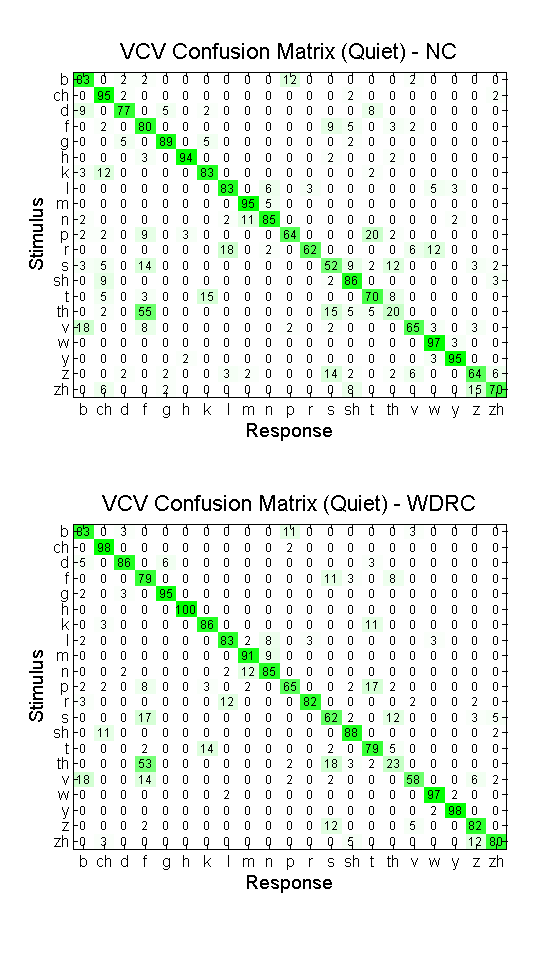 VCV Confusion Matrix (Quiet) - NC
b 83 0 2 2 0 0 0 0 0 0 12 0 0 0 0 0 2 0 0 0 0
ch 0 95 0 0 0 0 0 0 0 0 0 0 0 2 0 0 0 0 0 0 2
d 9 0 77 0 5 0 2 0 0 0 0 0 0 0 8 0 0 0 0 0 0
f 0 2 0 80 0 0 0 0 0 0 0 0 9 5 0 3 2 0 0 0 0
g 0 0 5 0 89 0 5 0 0 0 0 0 0 2 0 0 0 0 0 0 0
h 0 0 0 3 0 94 0 0 0 0 0 0 2 0 0 2 0 0 0 0 0
k 3 12 0 0 0 0 83 0 0 0 0 0 0 0 2 0 0 0 0 0 0
l 0 0 0 0 0 0 0 83 0 6 0 3 0 0 0 0 0 5 3 0 0
m 0 0 0 0 0 0 0 0 95 5 0 0 0 0 0 0 0 0 0 0 0
n 0 0 0 0 0 0 0 2 11 85 0 0 0 0 0 0 0 0 2 0 0
p 2 2 0 9 0 3 0 0 0 0 64 0 0 0 20 2 0 0 0 0 0
r 0 0 0 0 0 0 0 18 0 2 0 62 0 0 0 0 6 12 0 0 0
s 3 5 0 14 0 0 0 0 0 0 0 0 52 9 2 12 0 0 0 3 2
sh 0 9 0 0 0 0 0 0 0 0 0 0 2 86 0 0 0 0 0 0 3
t 0 5 0 3 0 0 15 0 0 0 0 0 0 0 70 8 0 0 0 0 0
th 0 2 0 55 0 0 0 0 0 0 0 0 15 5 5 20 0 0 0 0 0
v 18 0 0 8 0 0 0 0 0 0 2 0 2 0 0 0 65 3 0 3 0
w 0 0 0 0 0 0 0 0 0 0 0 0 0 0 0 0 0 97 3 0 0
y 0 0 0 0 0 2 0 0 0 0 0 0 0 0 0 0 0 3 95 0 0
z 0 0 2 0 2 0 0 3 2 0 0 0 14 2 0 2 6 0 0 64 6
zh 0 6 0 0 2 0 0 0 0 0 0 0 0 8 0 0 0 0 0 15 70
b ch d f g h k l m n p r s sh t th v w y z zh
Stimulus
Response
VCV Confusion Matrix (Quiet) - WDRC
b 83 0 3 0 0 0 0 0 0 0 11 0 0 0 0 0 3 0 0 0 0
ch 0 98 0 0 0 0 0 0 0 0 2 0 0 0 0 0 0 0 0 0 0
d 5 0 86 0 6 0 0 0 0 0 0 0 0 0 3 0 0 0 0 0 0
f 0 0 0 79 0 0 0 0 0 0 0 0 11 3 0 8 0 0 0 0 0
g 2 0 3 0 95 0 0 0 0 0 0 0 0 0 0 0 0 0 0 0 0
h 0 0 0 0 0 100 0 0 0 0 0 0 0 0 0 0 0 0 0 0 0
k 0 3 0 0 0 0 86 0 0 0 0 0 0 0 11 0 0 0 0 0 0
l 2 0 0 0 0 0 0 83 2 8 0 3 0 0 0 0 0 3 0 0 0
m 0 0 0 0 0 0 0 0 91 9 0 0 0 0 0 0 0 0 0 0 0
n 0 0 2 0 0 0 0 2 12 85 0 0 0 0 0 0 0 0 0 0 0
p 2 2 0 8 0 0 3 0 2 0 65 0 0 2 17 2 0 0 0 0 0
r 3 0 0 0 0 0 0 12 0 0 0 82 0 0 0 0 2 0 0 2 0
s 0 0 0 17 0 0 0 0 0 0 0 0 62 2 0 12 0 0 0 3 5
sh 0 11 0 0 0 0 0 0 0 0 0 0 0 88 0 0 0 0 0 0 2
t 0 0 0 2 0 0 14 0 0 0 0 0 2 0 79 5 0 0 0 0 0
th 0 0 0 53 0 0 0 0 0 0 2 0 18 3 2 23 0 0 0 0 0
v 18 0 0 14 0 0 0 0 0 0 2 0 2 0 0 0 58 0 0 6 2
w 0 0 0 0 0 0 0 2 0 0 0 0 0 0 0 0 0 97 2 0 0
y 0 0 0 0 0 0 0 0 0 0 0 0 0 0 0 0 0 2 98 0 0
z 0 0 0 2 0 0 0 0 0 0 0 0 12 0 0 0 5 0 0 82 0
zh 0 3 0 0 0 0 0 0 0 0 0 0 0 5 0 0 0 0 0 12 80
b ch d f g h k l m n p r s sh t th v w y z zh
Stimulus
Response